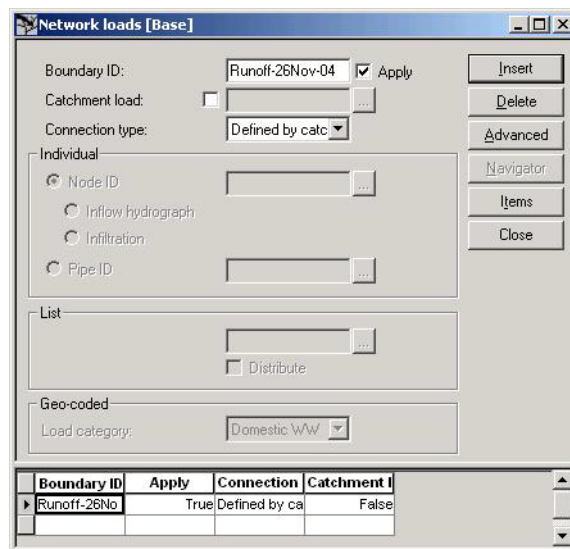 Network loads [Base]
Boundary ID: Runoff-26Nov-04 Apply Insert
Catchment load: ... Delete
Connection type: Defined by catc Advanced
Individual Navigator
Node ID ... Items
Inflow hydrograph Close
Infiltration
Pipe ID ...
List
...
Distribute
Geo-coded
Load category: Domestic WW
Boundary ID Apply Connection Catchment l
Runoff-26No True Defined by ca False